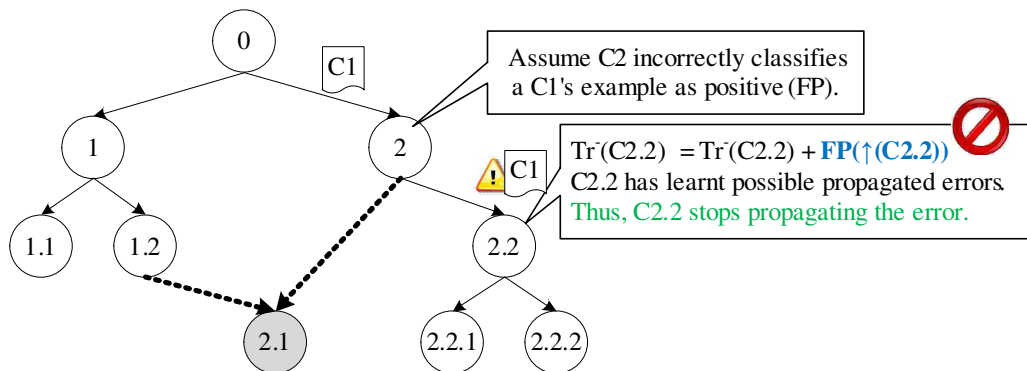 0
C1
Assume C2 incorrectly classifies
a C1's example as positive (FP).
1
2
C1
Tr⁻(C2.2) = Tr⁻(C2.2) + FP(↑(C2.2))
C2.2 has learnt possible propagated errors.
Thus, C2.2 stops propagating the error.
1.1
1.2
2.2
2.1
2.2.1
2.2.2